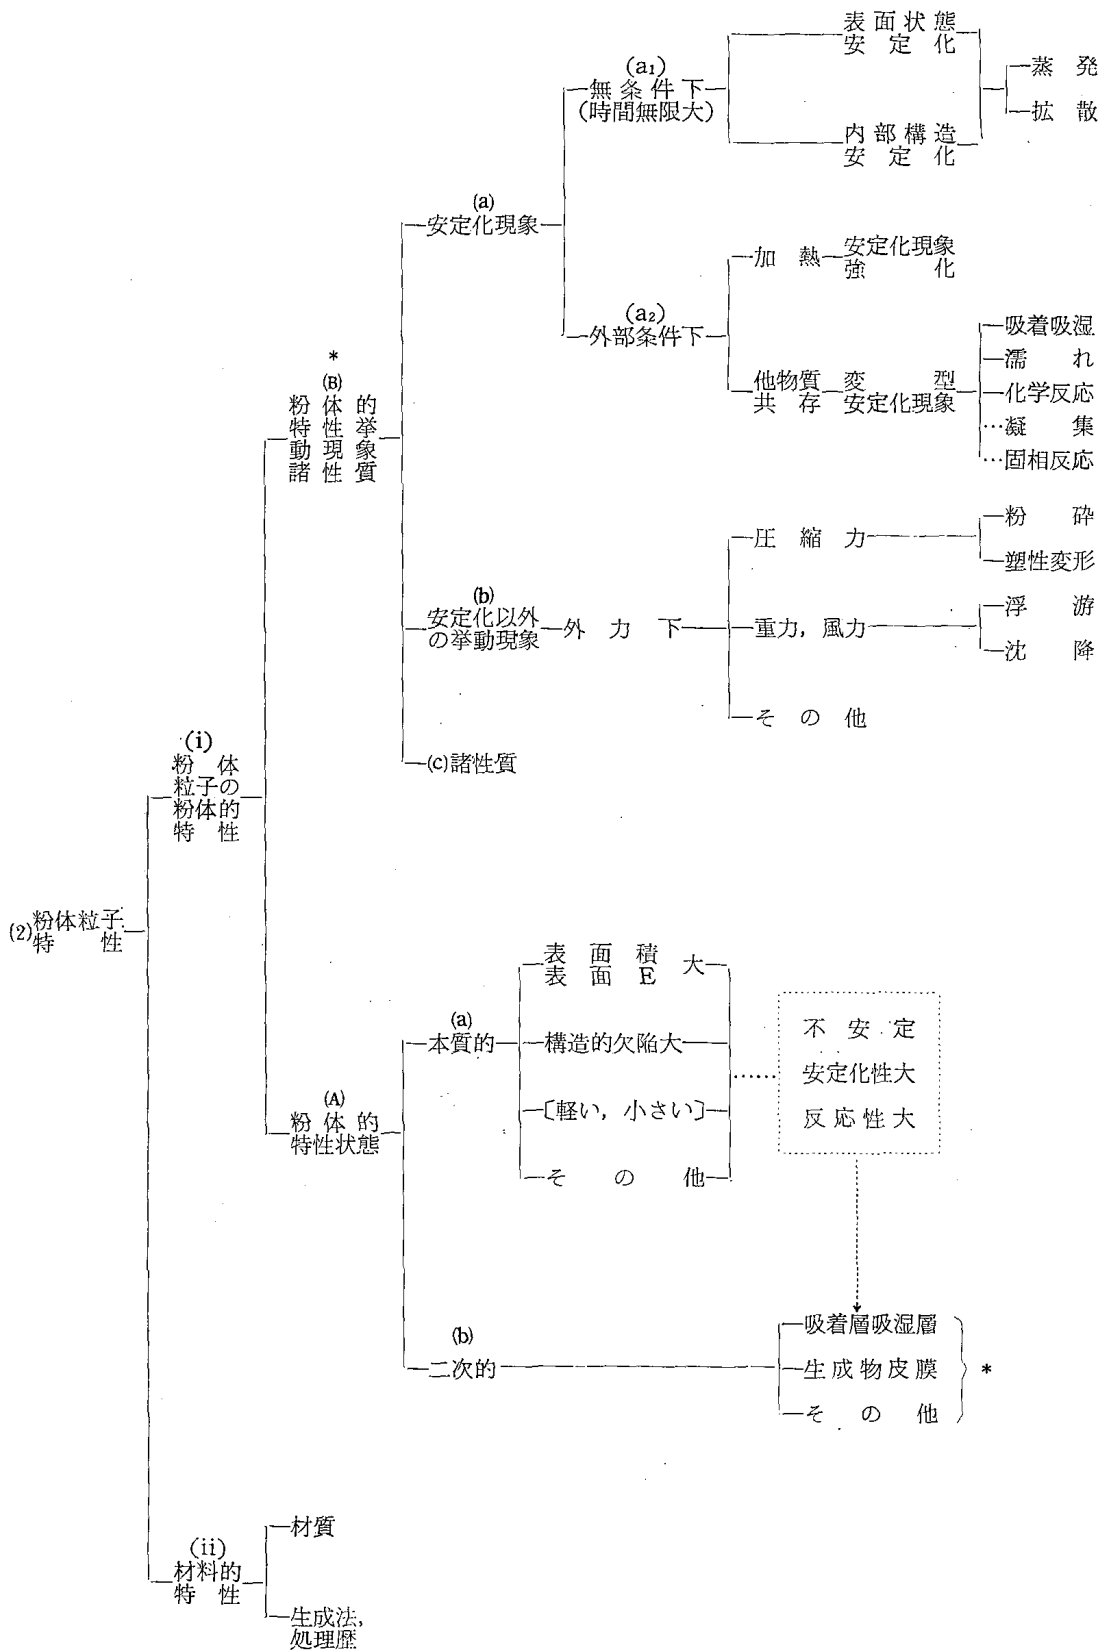 (2)粉体粒子
特性
(i)
粉体
粒子の
粉体的
特性
*
(B)
粉体的
特性挙
動現象
諸性質
(a)
安定化現象
(a₁)
無条件下
(時間無限大)
表面状態
安定化
内部構造
安定化
蒸発
拡散
(a₂)
外部条件下
加熱
安定化現象
強化
他物質
共存
変型
安定化現象
吸着吸湿
濡れ
化学反応
…凝集
…固相反応
(b)
安定化以外
の挙動現象
外力下
圧縮力
粉砕
塑性変形
重力,風力
浮游
沈降
その他
(c)諸性質
(A)
粉体的
特性状態
(a)
本質的
表面積
表面E
大
構造的欠陥大
〔軽い,小さい〕
その他
……
不安定
安定化性大
反応性大
(b)
二次的
吸着層吸湿層
生成物皮膜
その他
*
(ii)
材料的
特性
材質
生成法,
処理歴